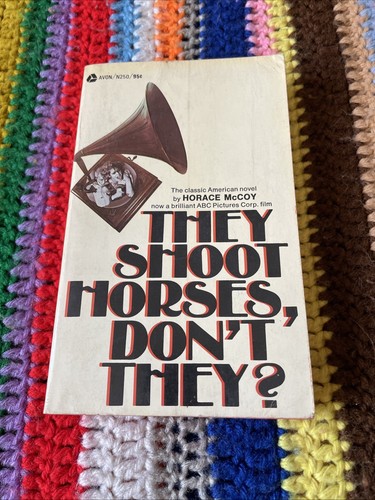 AVON/N250/95¢
The classic American novel
by HORACE McCOY
now a brilliant ABC Pictures Corp. film
THEY
SHOOT
HORSES,
DON'T
THEY?